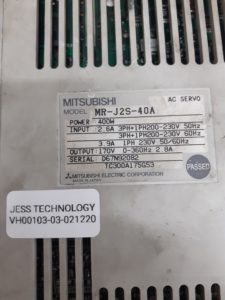 MITSUBISHI
AC SERVO
MODEL MR-J2S-40A
POWER 400W
INPUT 2.6A 3PH+1PH200-230V 50Hz
3PH+1PH200-230V 60Hz
3.9A 1PH 230V 50/60Hz
OUTPUT 170V 0-360Hz 2.8A
SERIAL D67N92082
TC300A175G53
MITSUBISHI ELECTRIC CORPORATION
PASSED
JESS TECHNOLOGY
VH00103-03-021220